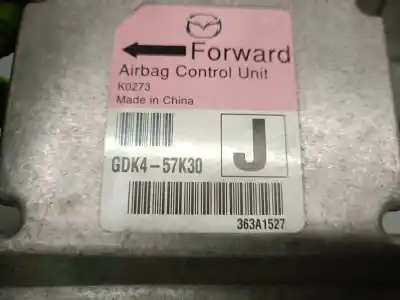 Forward
Airbag Control Unit
K0273
Made in China
J
GDK4-57K30
363A1527